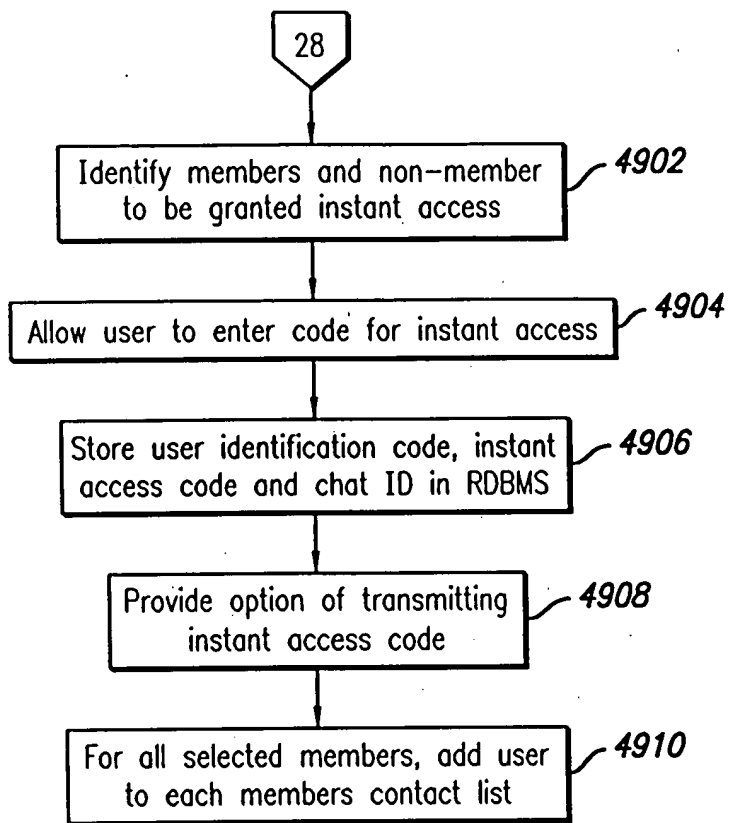 28
Identify members and non-member
to be granted instant access
4902
Allow user to enter code for instant access
4904
Store user identification code, instant
access code and chat ID in RDBMS
4906
Provide option of transmitting
instant access code
4908
For all selected members, add user
to each members contact list
4910